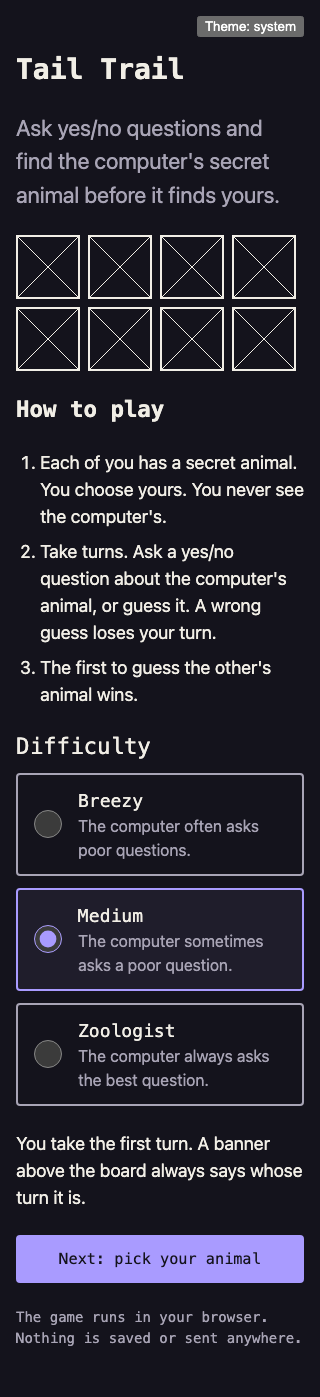 Theme: system
Tail Trail
Ask yes/no questions and
find the computer's secret
animal before it finds yours.
How to play
1. Each of you has a secret animal.
You choose yours. You never see
the computer's.
2. Take turns. Ask a yes/no
question about the computer's
animal, or guess it. A wrong
guess loses your turn.
3. The first to guess the other's
animal wins.
Difficulty
Breezy
The computer often asks
poor questions.
Medium
The computer sometimes
asks a poor question.
Zoologist
The computer always asks
the best question.
You take the first turn. A banner
above the board always says whose
turn it is.
Next: pick your animal
The game runs in your browser.
Nothing is saved or sent anywhere.